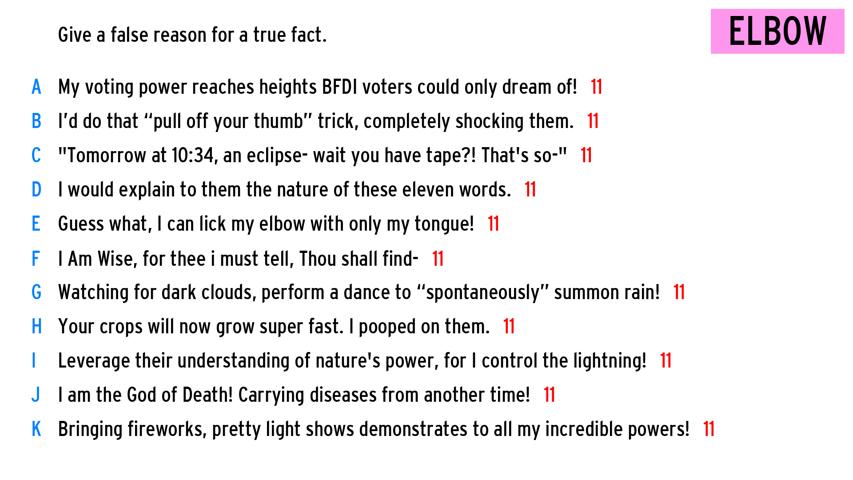 Give a false reason for a true fact.
ELBOW
A My voting power reaches heights BFDI voters could only dream of! 11
B I'd do that “pull off your thumb” trick, completely shocking them. 11
C "Tomorrow at 10:34, an eclipse- wait you have tape?! That's so-" 11
D I would explain to them the nature of these eleven words. 11
E Guess what, I can lick my elbow with only my tongue! 11
F I Am Wise, for thee i must tell, Thou shall find- 11
G Watching for dark clouds, perform a dance to “spontaneously” summon rain! 11
H Your crops will now grow super fast. I pooped on them. 11
I Leverage their understanding of nature's power, for I control the lightning! 11
J I am the God of Death! Carrying diseases from another time! 11
K Bringing fireworks, pretty light shows demonstrates to all my incredible powers! 11